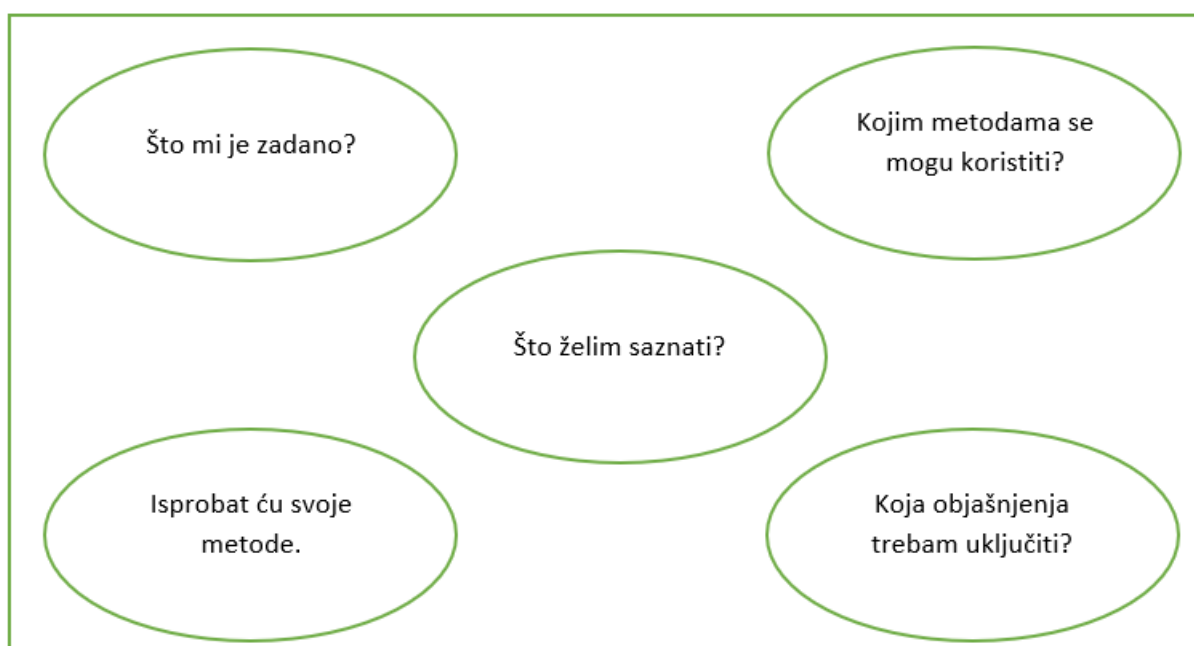 Što mi je zadano?
Kojim metodama se
mogu koristiti?
Što želim saznati?
Isprobat ću svoje
metode.
Koja objašnjenja
trebam uključiti?